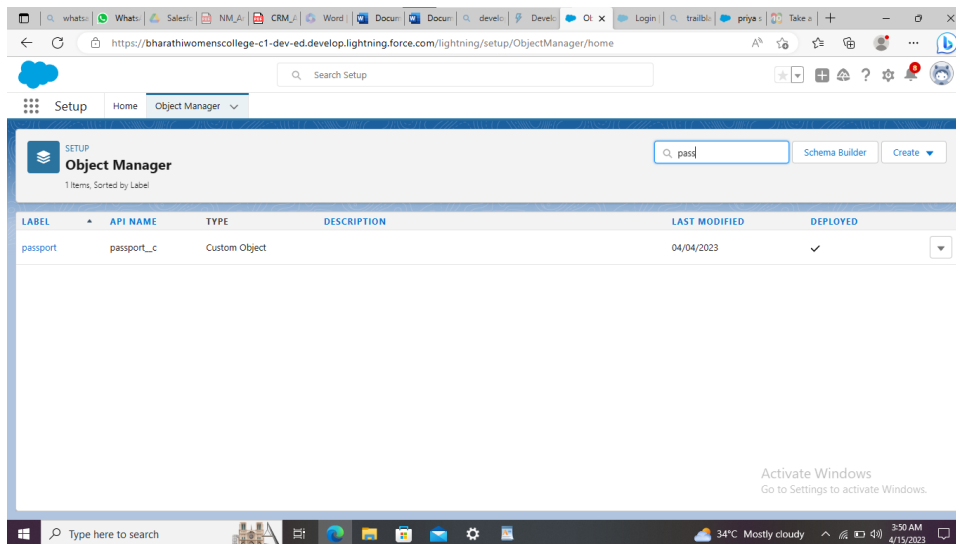 whatsa
Whats
Salesfo
NM_A
CRM_A
Word
Docum
Docum
develo
Develo
Ob
Login
trailbla
priya s
Take a
https://bharathiwomenscollege-c1-dev-ed.develop.lightning.force.com/lightning/setup/ObjectManager/home
Search Setup
8
Setup Home Object Manager
SETUP
Object Manager
1 Items, Sorted by Label
pass
Schema Builder
Create
LABEL API NAME TYPE DESCRIPTION LAST MODIFIED DEPLOYED
passport passport__c Custom Object 04/04/2023
Activate Windows
Go to Settings to activate Windows.
Type here to search
34°C Mostly cloudy
3:50 AM
4/15/2023